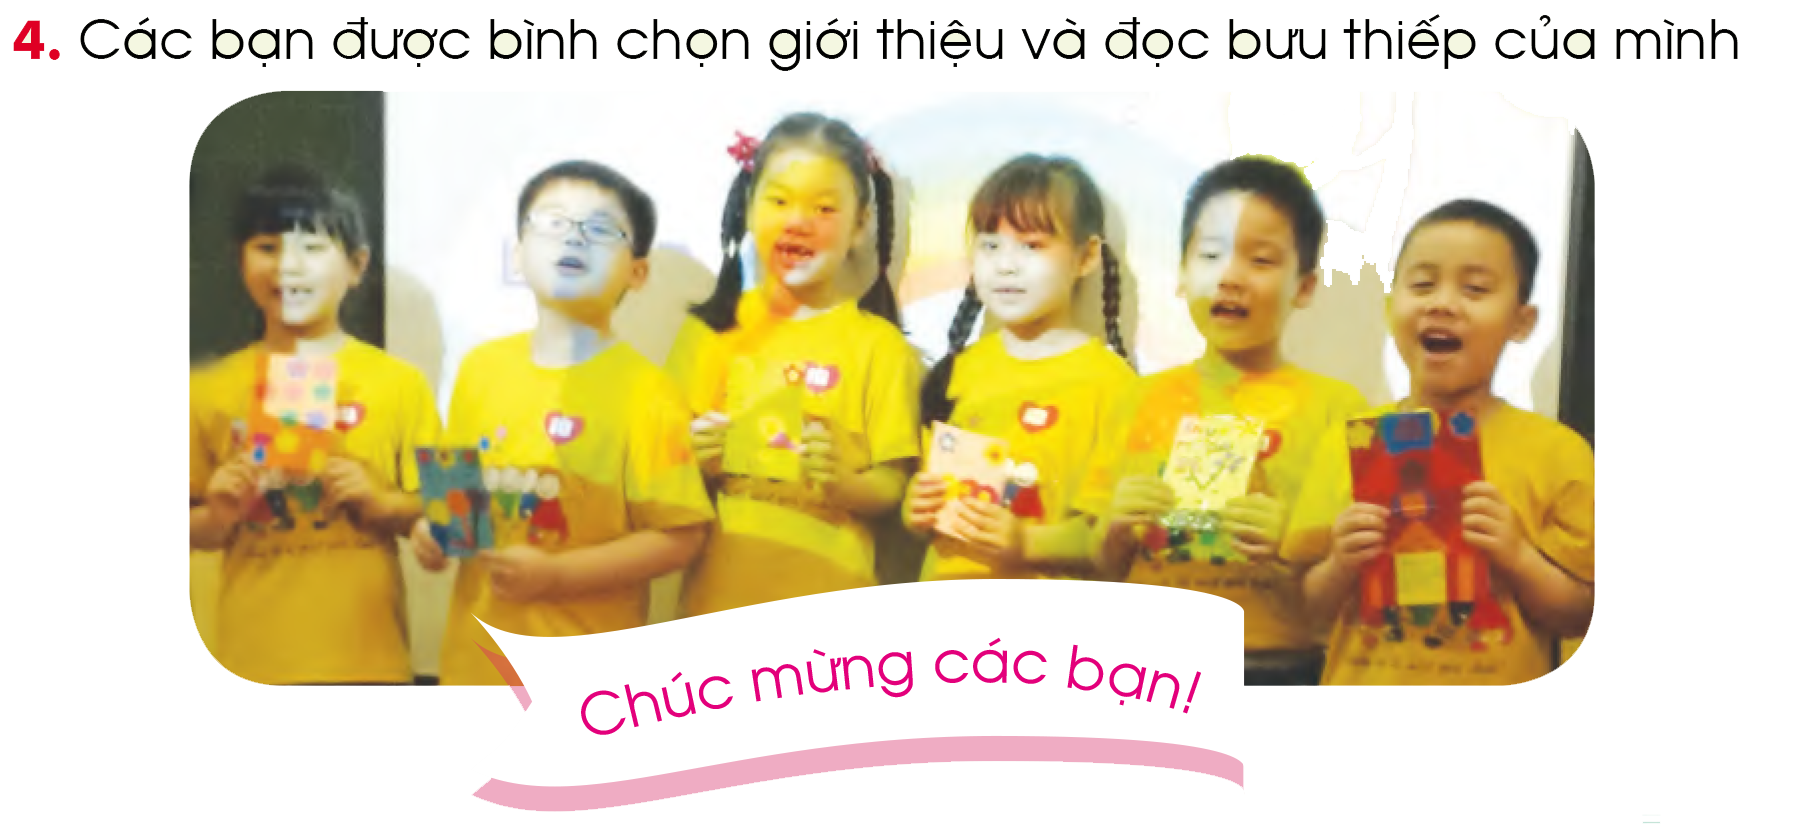 4. Các bạn được bình chọn giới thiệu và đọc bưu thiếp của mình
Chúc mừng các bạn!